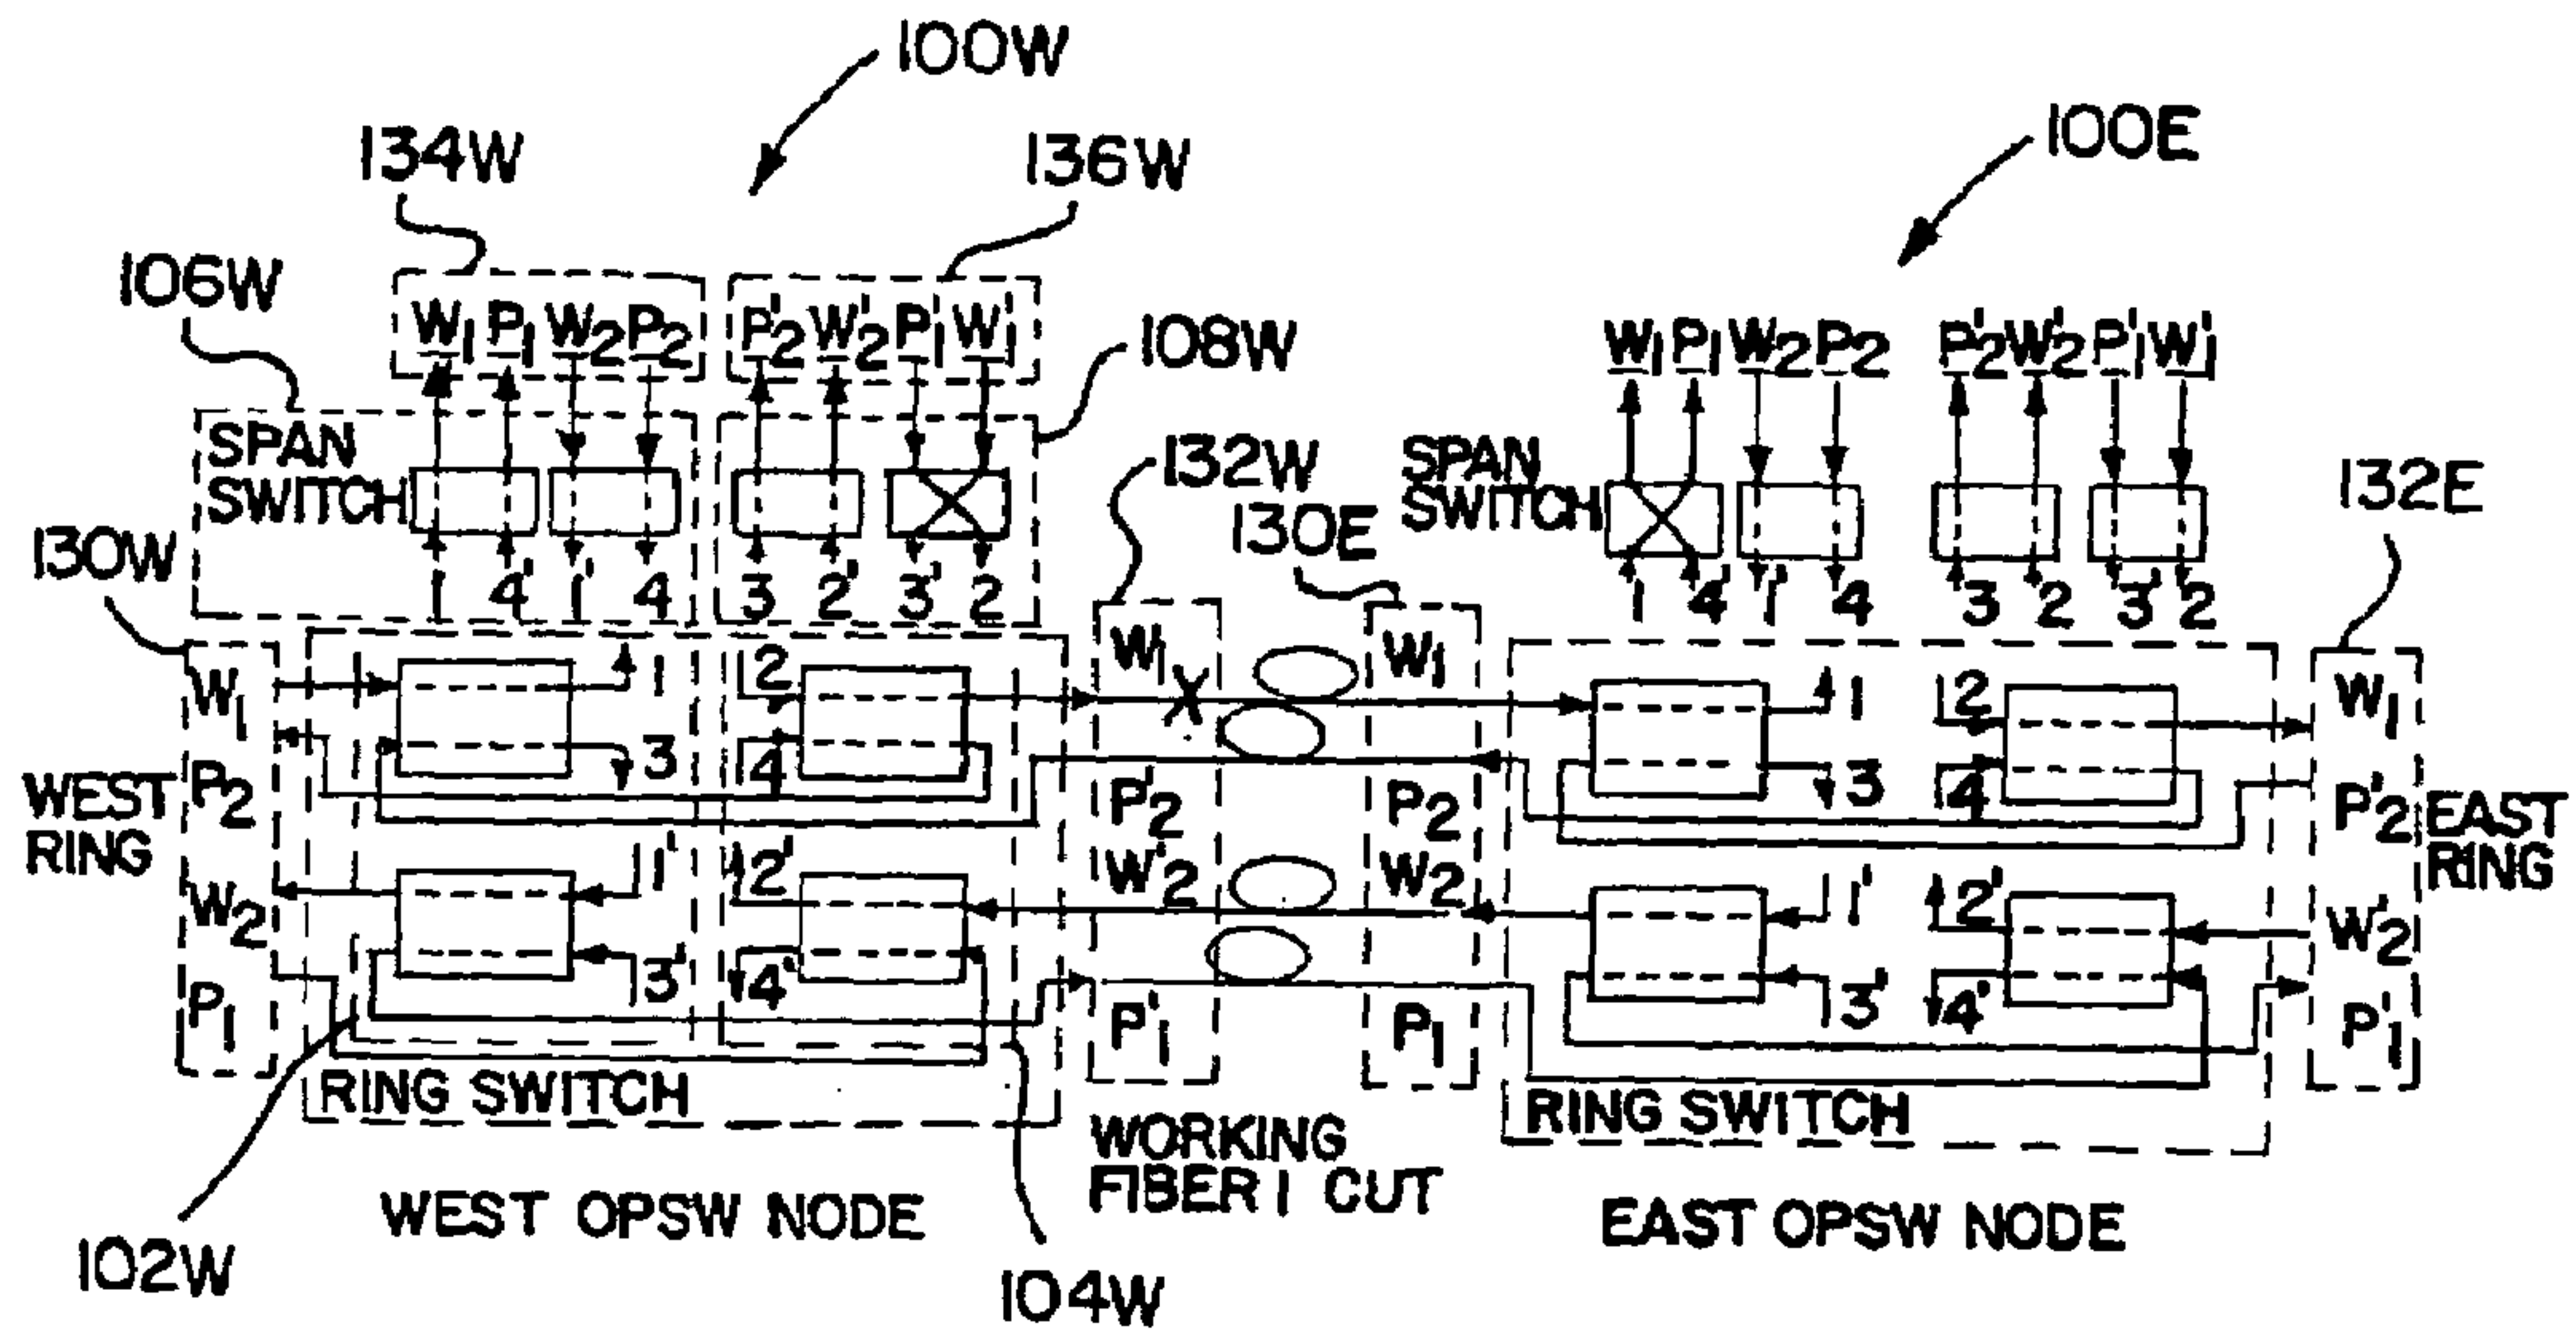 100W
100E
134W
136W
106W
W1 P1 W2 P2
P'2 W'2 P'1 W'1
108W
W1 P1 W2 P2
P'2 W'2 P'1 W'1
SPAN
SWITCH
132W
SPAN
SWITCH
132E
130W
130E
1 4' 1' 4
3 2' 3' 2
1 4' 1' 4
3 2 3' 2
W1
1
2
W'1
W1
1
2
W1
P2
3
4
P'2
P2
3
4
P'2
WEST
RING
EAST
RING
W2
1'
2'
W'2
W2
1'
2'
W'2
P1
3'
4'
P'1
P1
3'
4'
P'1
RING SWITCH
RING SWITCH
WORKING
FIBER 1 CUT
WEST OPSW NODE
EAST OPSW NODE
102W
104W